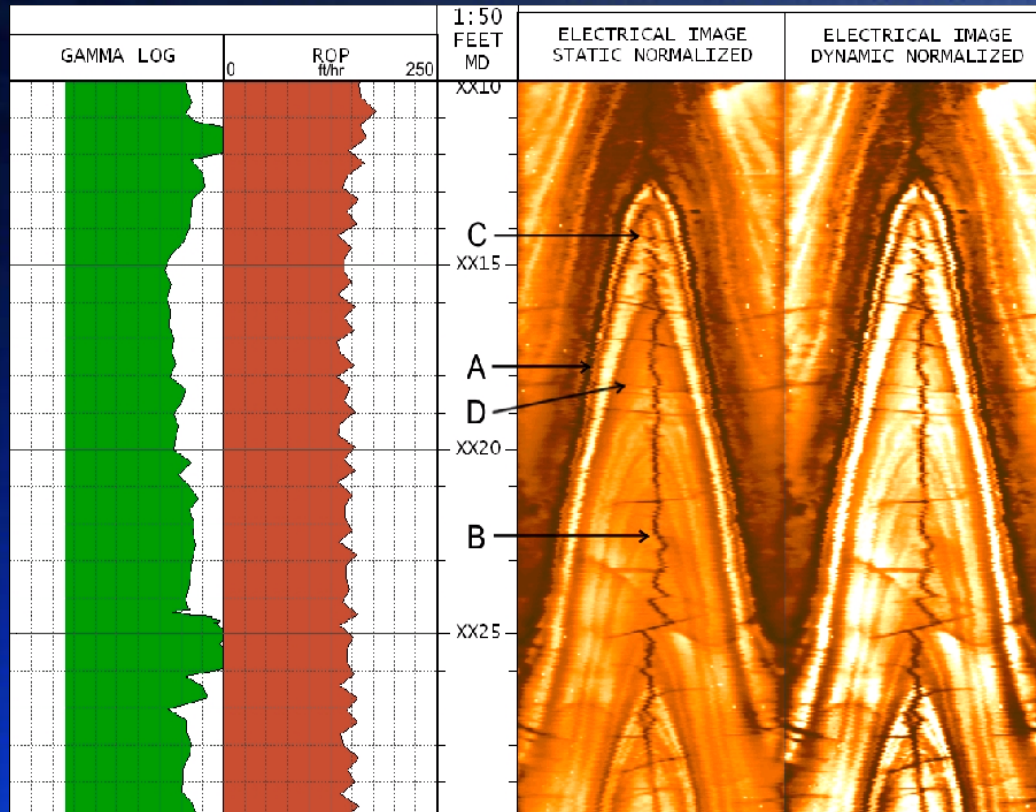 GAMMA LOG
ROP
0 ft/hr 250
1:50
FEET
MD
ELECTRICAL IMAGE
STATIC NORMALIZED
ELECTRICAL IMAGE
DYNAMIC NORMALIZED
XX10
C
XX15
A
D
XX20
B
XX25